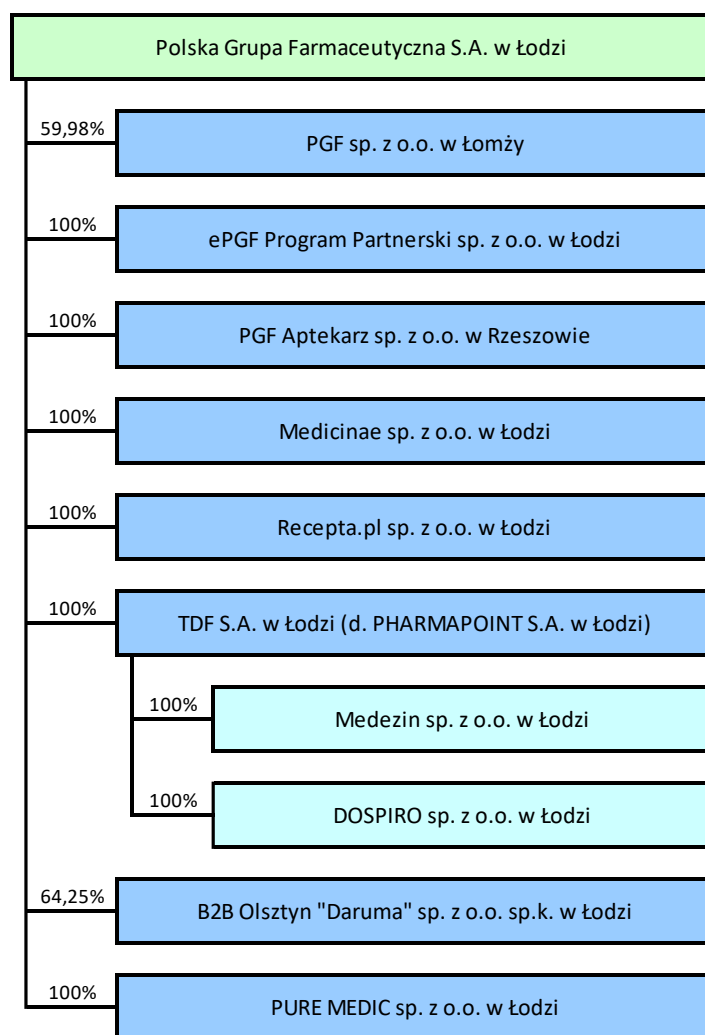 Polska Grupa Farmaceutyczna S.A. w Łodzi
59,98%
PGF sp. z o.o. w Łomży
100%
ePGF Program Partnerski sp. z o.o. w Łodzi
100%
PGF Aptekarz sp. z o.o. w Rzeszowie
100%
Medicinae sp. z o.o. w Łodzi
100%
Recepta.pl sp. z o.o. w Łodzi
100%
TDF S.A. w Łodzi (d. PHARMAPOINT S.A. w Łodzi)
100%
Medezin sp. z o.o. w Łodzi
100%
DOSPIRO sp. z o.o. w Łodzi
64,25%
B2B Olsztyn "Daruma" sp. z o.o. sp.k. w Łodzi
100%
PURE MEDIC sp. z o.o. w Łodzi